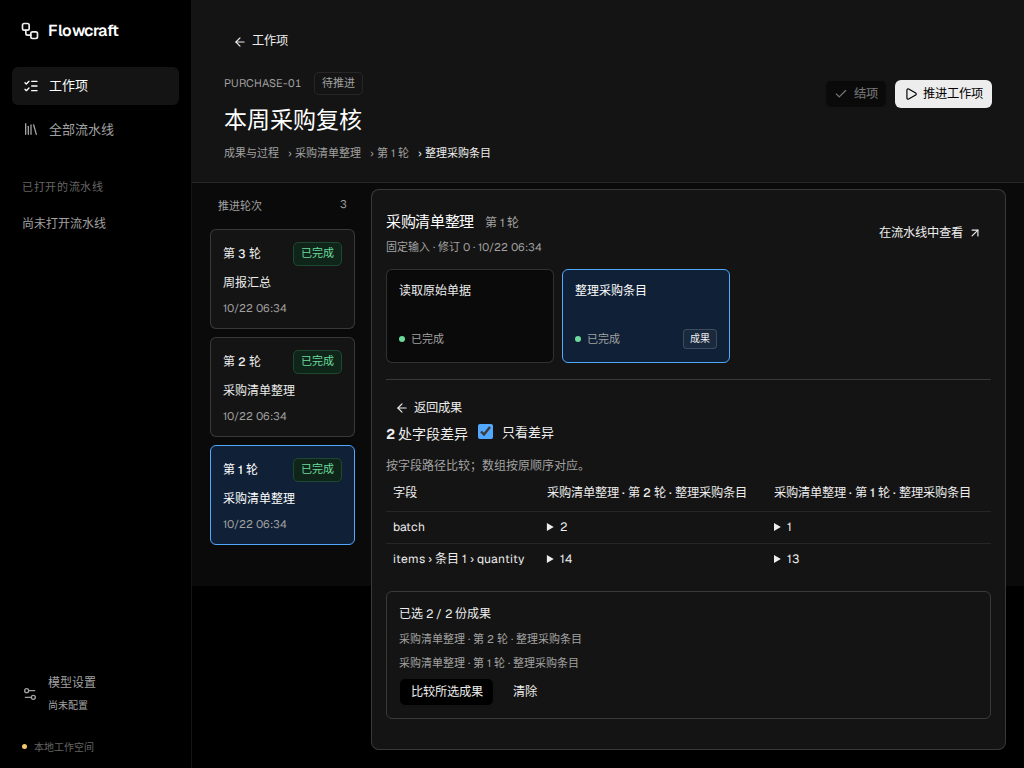 Flowcraft
工作项
全部流水线
已打开的流水线
尚未打开流水线
模型设置
尚未配置
本地工作空间
← 工作项
PURCHASE-01 待推进
本周采购复核
成果与过程 › 采购清单整理 › 第 1 轮 › 整理采购条目
结项
推进工作项
推进轮次 3
第 3 轮 已完成
周报汇总
10/22 06:34
第 2 轮 已完成
采购清单整理
10/22 06:34
第 1 轮 已完成
采购清单整理
10/22 06:34
采购清单整理 第 1 轮
固定输入 · 修订 0 · 10/22 06:34
在流水线中查看
读取原始单据
已完成
整理采购条目
已完成 成果
← 返回成果
2 处字段差异 只看差异
按字段路径比较；数组按原顺序对应。
字段 采购清单整理 · 第 2 轮 · 整理采购条目 采购清单整理 · 第 1 轮 · 整理采购条目
batch 2 1
items › 条目 1 › quantity 14 13
已选 2 / 2 份成果
采购清单整理 · 第 2 轮 · 整理采购条目
采购清单整理 · 第 1 轮 · 整理采购条目
比较所选成果 清除